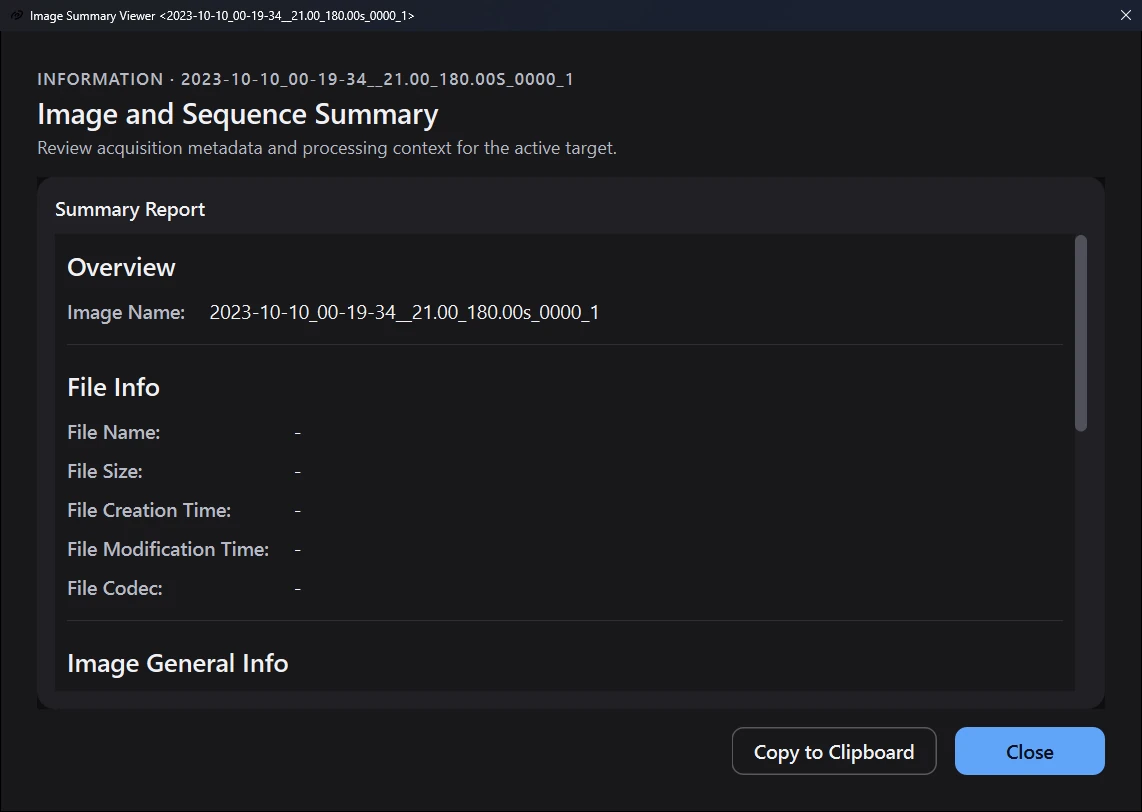 Image Summary Viewer <2023-10-10_00-19-34__21.00_180.00s_0000_1>
INFORMATION · 2023-10-10_00-19-34__21.00_180.00S_0000_1
Image and Sequence Summary
Review acquisition metadata and processing context for the active target.
Summary Report
Overview
Image Name: 2023-10-10_00-19-34__21.00_180.00s_0000_1
File Info
File Name: -
File Size: -
File Creation Time: -
File Modification Time: -
File Codec: -
Image General Info
Copy to Clipboard Close